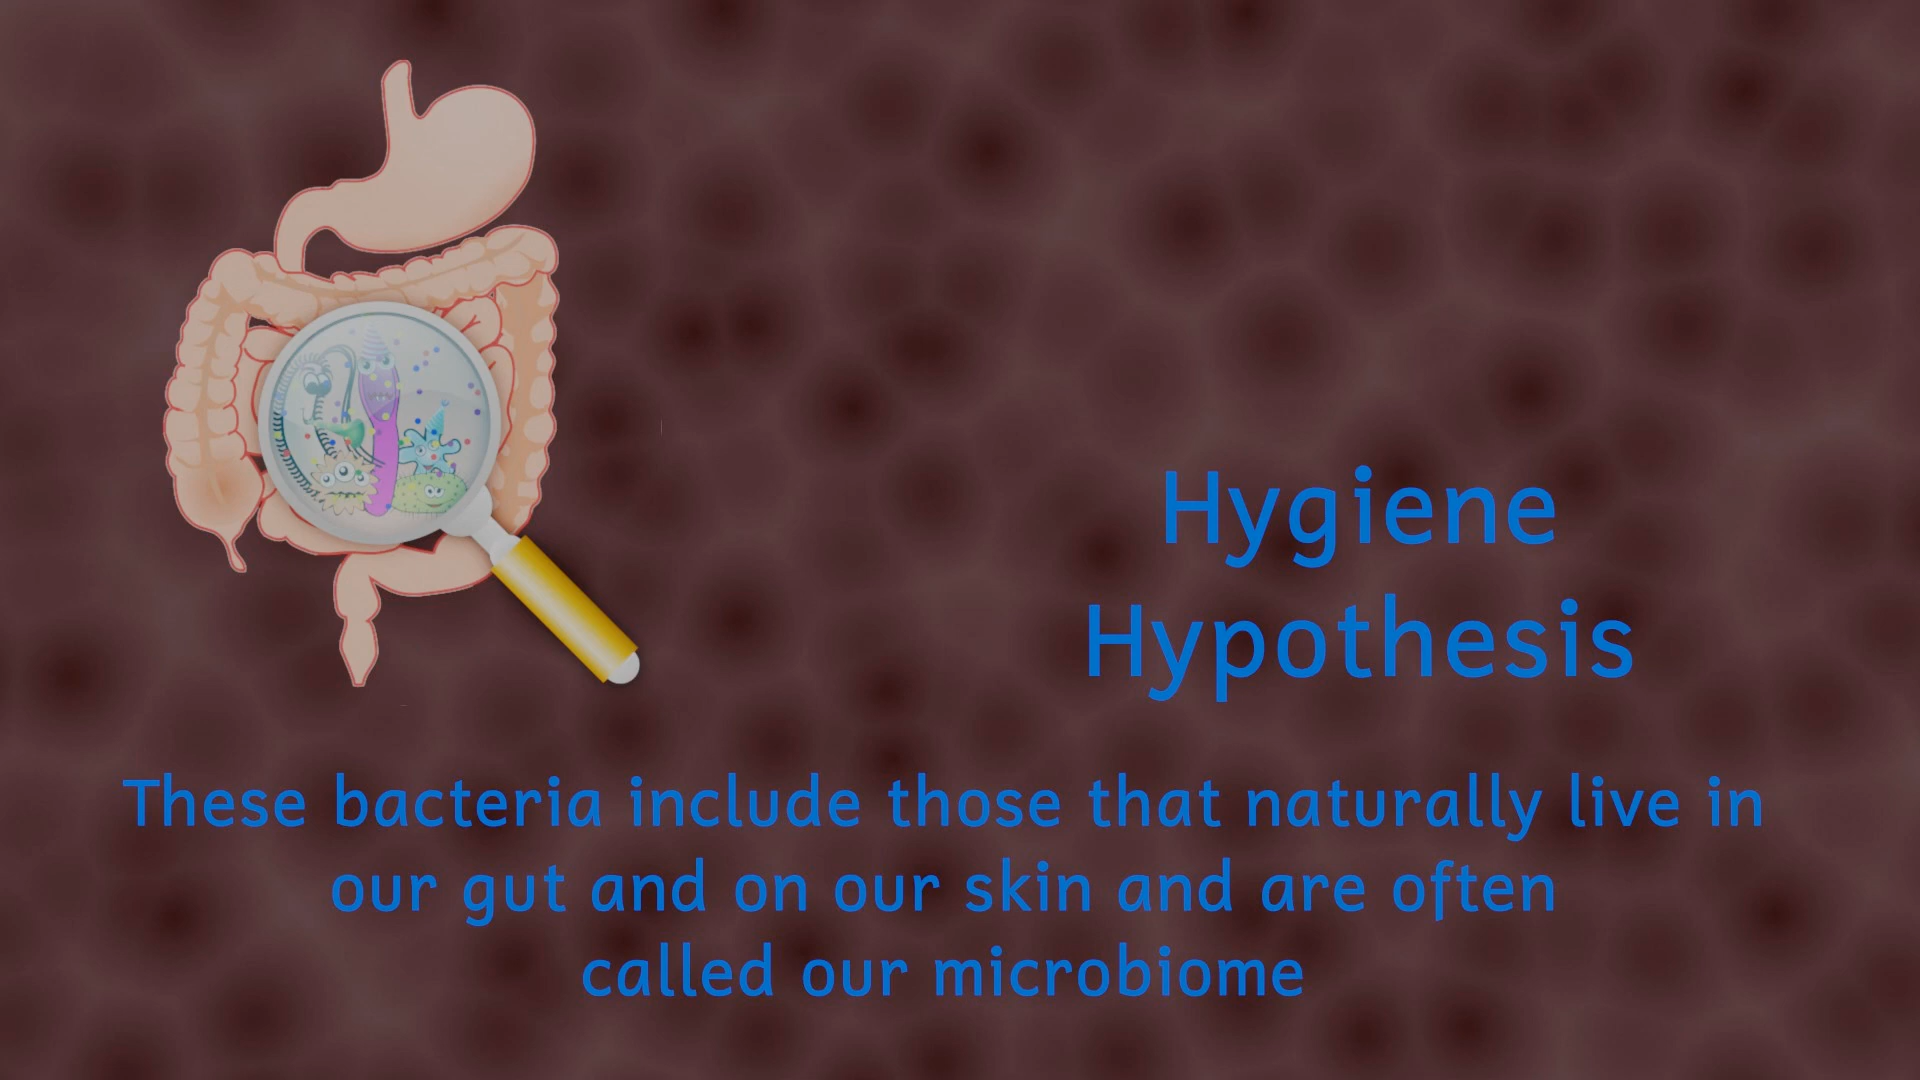 Hygiene
Hypothesis
These bacteria include those that naturally live in
our gut and on our skin and are often
called our microbiome